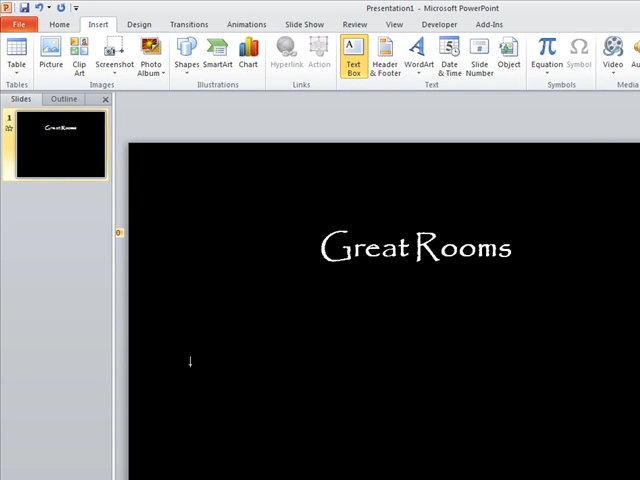 Presentation1 - Microsoft PowerPoint
File Home Insert Design Transitions Animations Slide Show Review View Developer Add-Ins
Table Picture Clip Art Screenshot Photo Album Shapes SmartArt Chart Hyperlink Action Text Box Header & Footer WordArt Date & Time Slide Number Object Equation Symbol Video
Tables Images Illustrations Links Text Symbols Media
Slides Outline
1
Great Rooms
0
Great Rooms